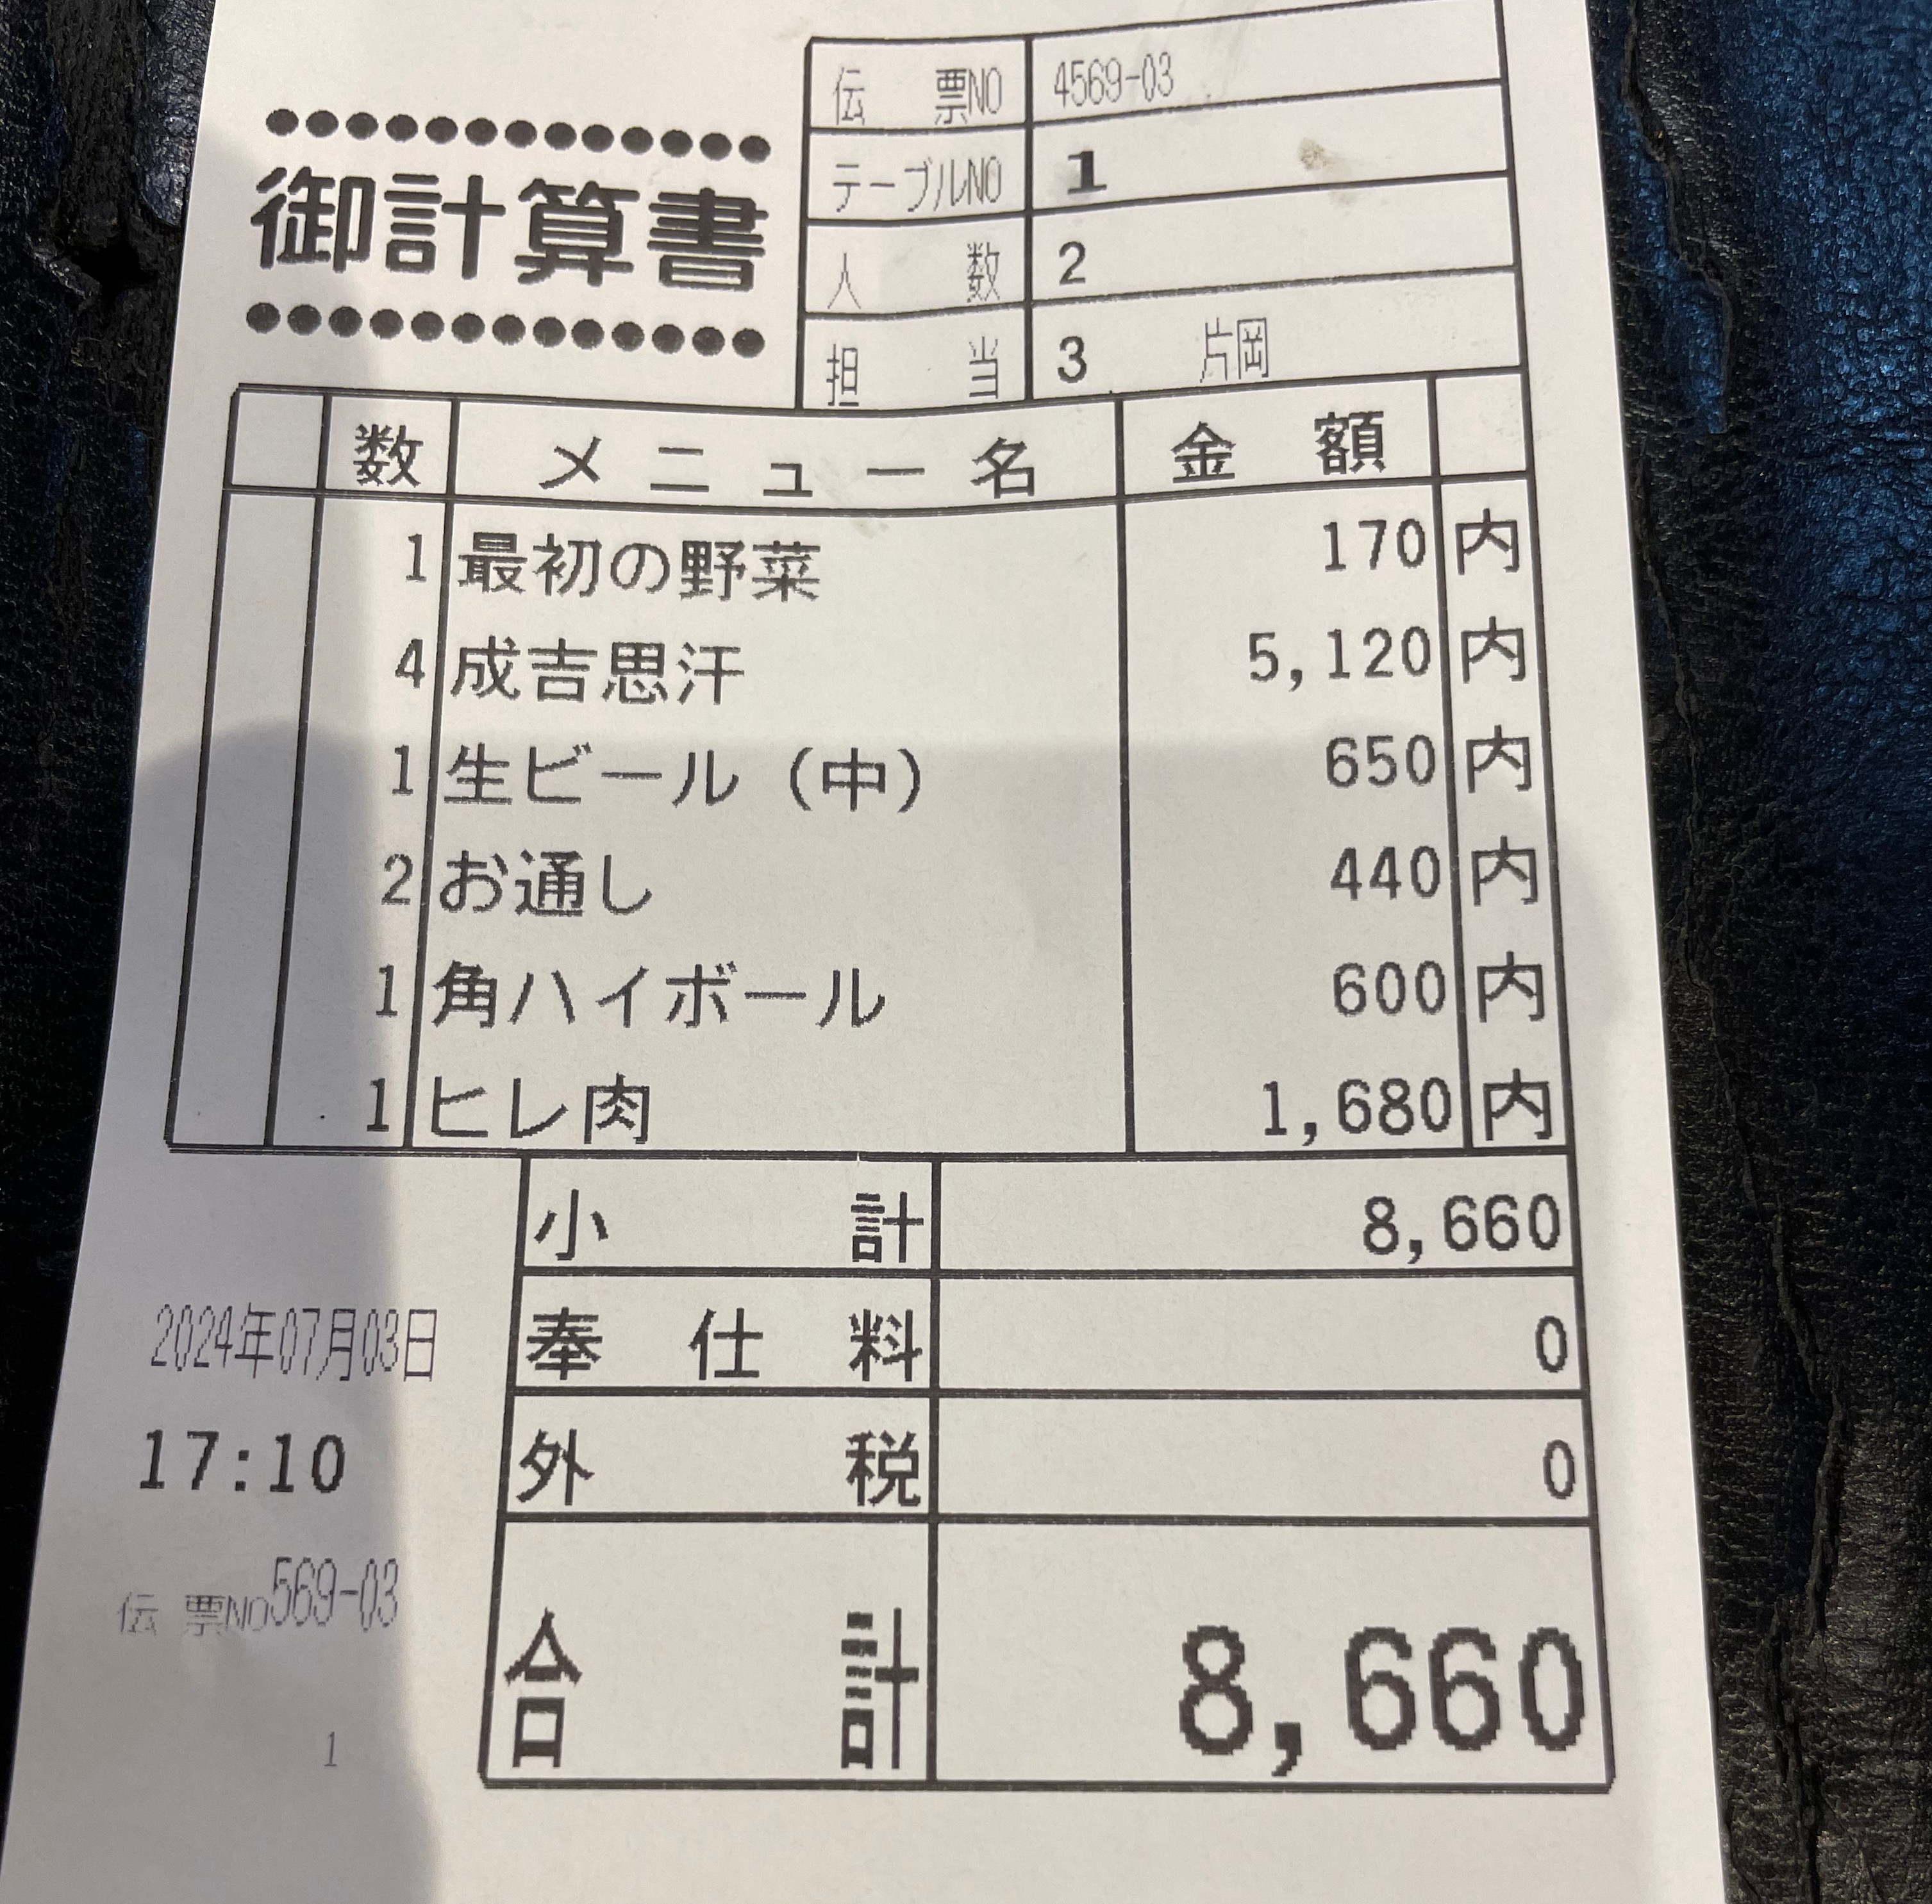 伝票NO 4569-03
テーブルNO 1
人数 2
担当 3 片岡
御計算書
数 メニュー名 金額
1 最初の野菜 170 内
4 成吉思汗 5,120 内
1 生ビール（中） 650 内
2 お通し 440 内
1 角ハイボール 600 内
1 ヒレ肉 1,680 内
小計 8,660
奉仕料 0
外税 0
合計 8,660
2024年07月03日
17:10
伝票NO569-03
1